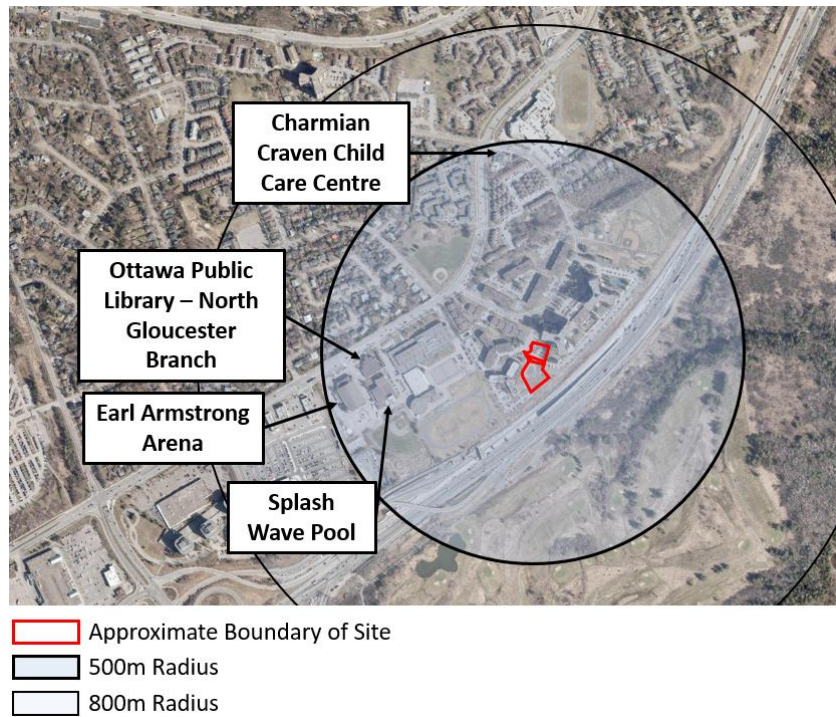 Charmian
Craven Child
Care Centre
Ottawa Public
Library – North
Gloucester
Branch
Earl Armstrong
Arena
Splash
Wave Pool
Approximate Boundary of Site
500m Radius
800m Radius